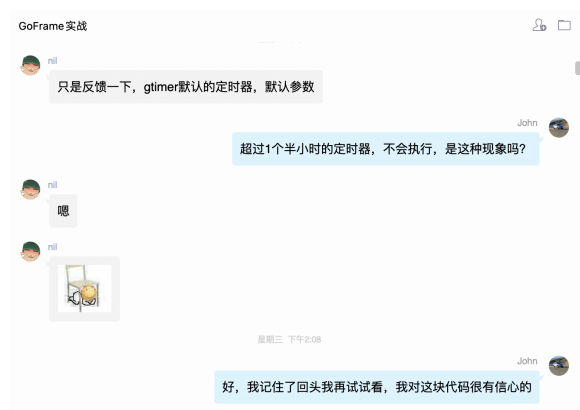 GoFrame实战
nil
只是反馈一下，gtimer默认的定时器，默认参数
John
超过1个半小时的定时器，不会执行，是这种现象吗？
nil
嗯
nil
星期三 下午2:08
John
好，我记住了回头我再试试看，我对这块代码很有信心的